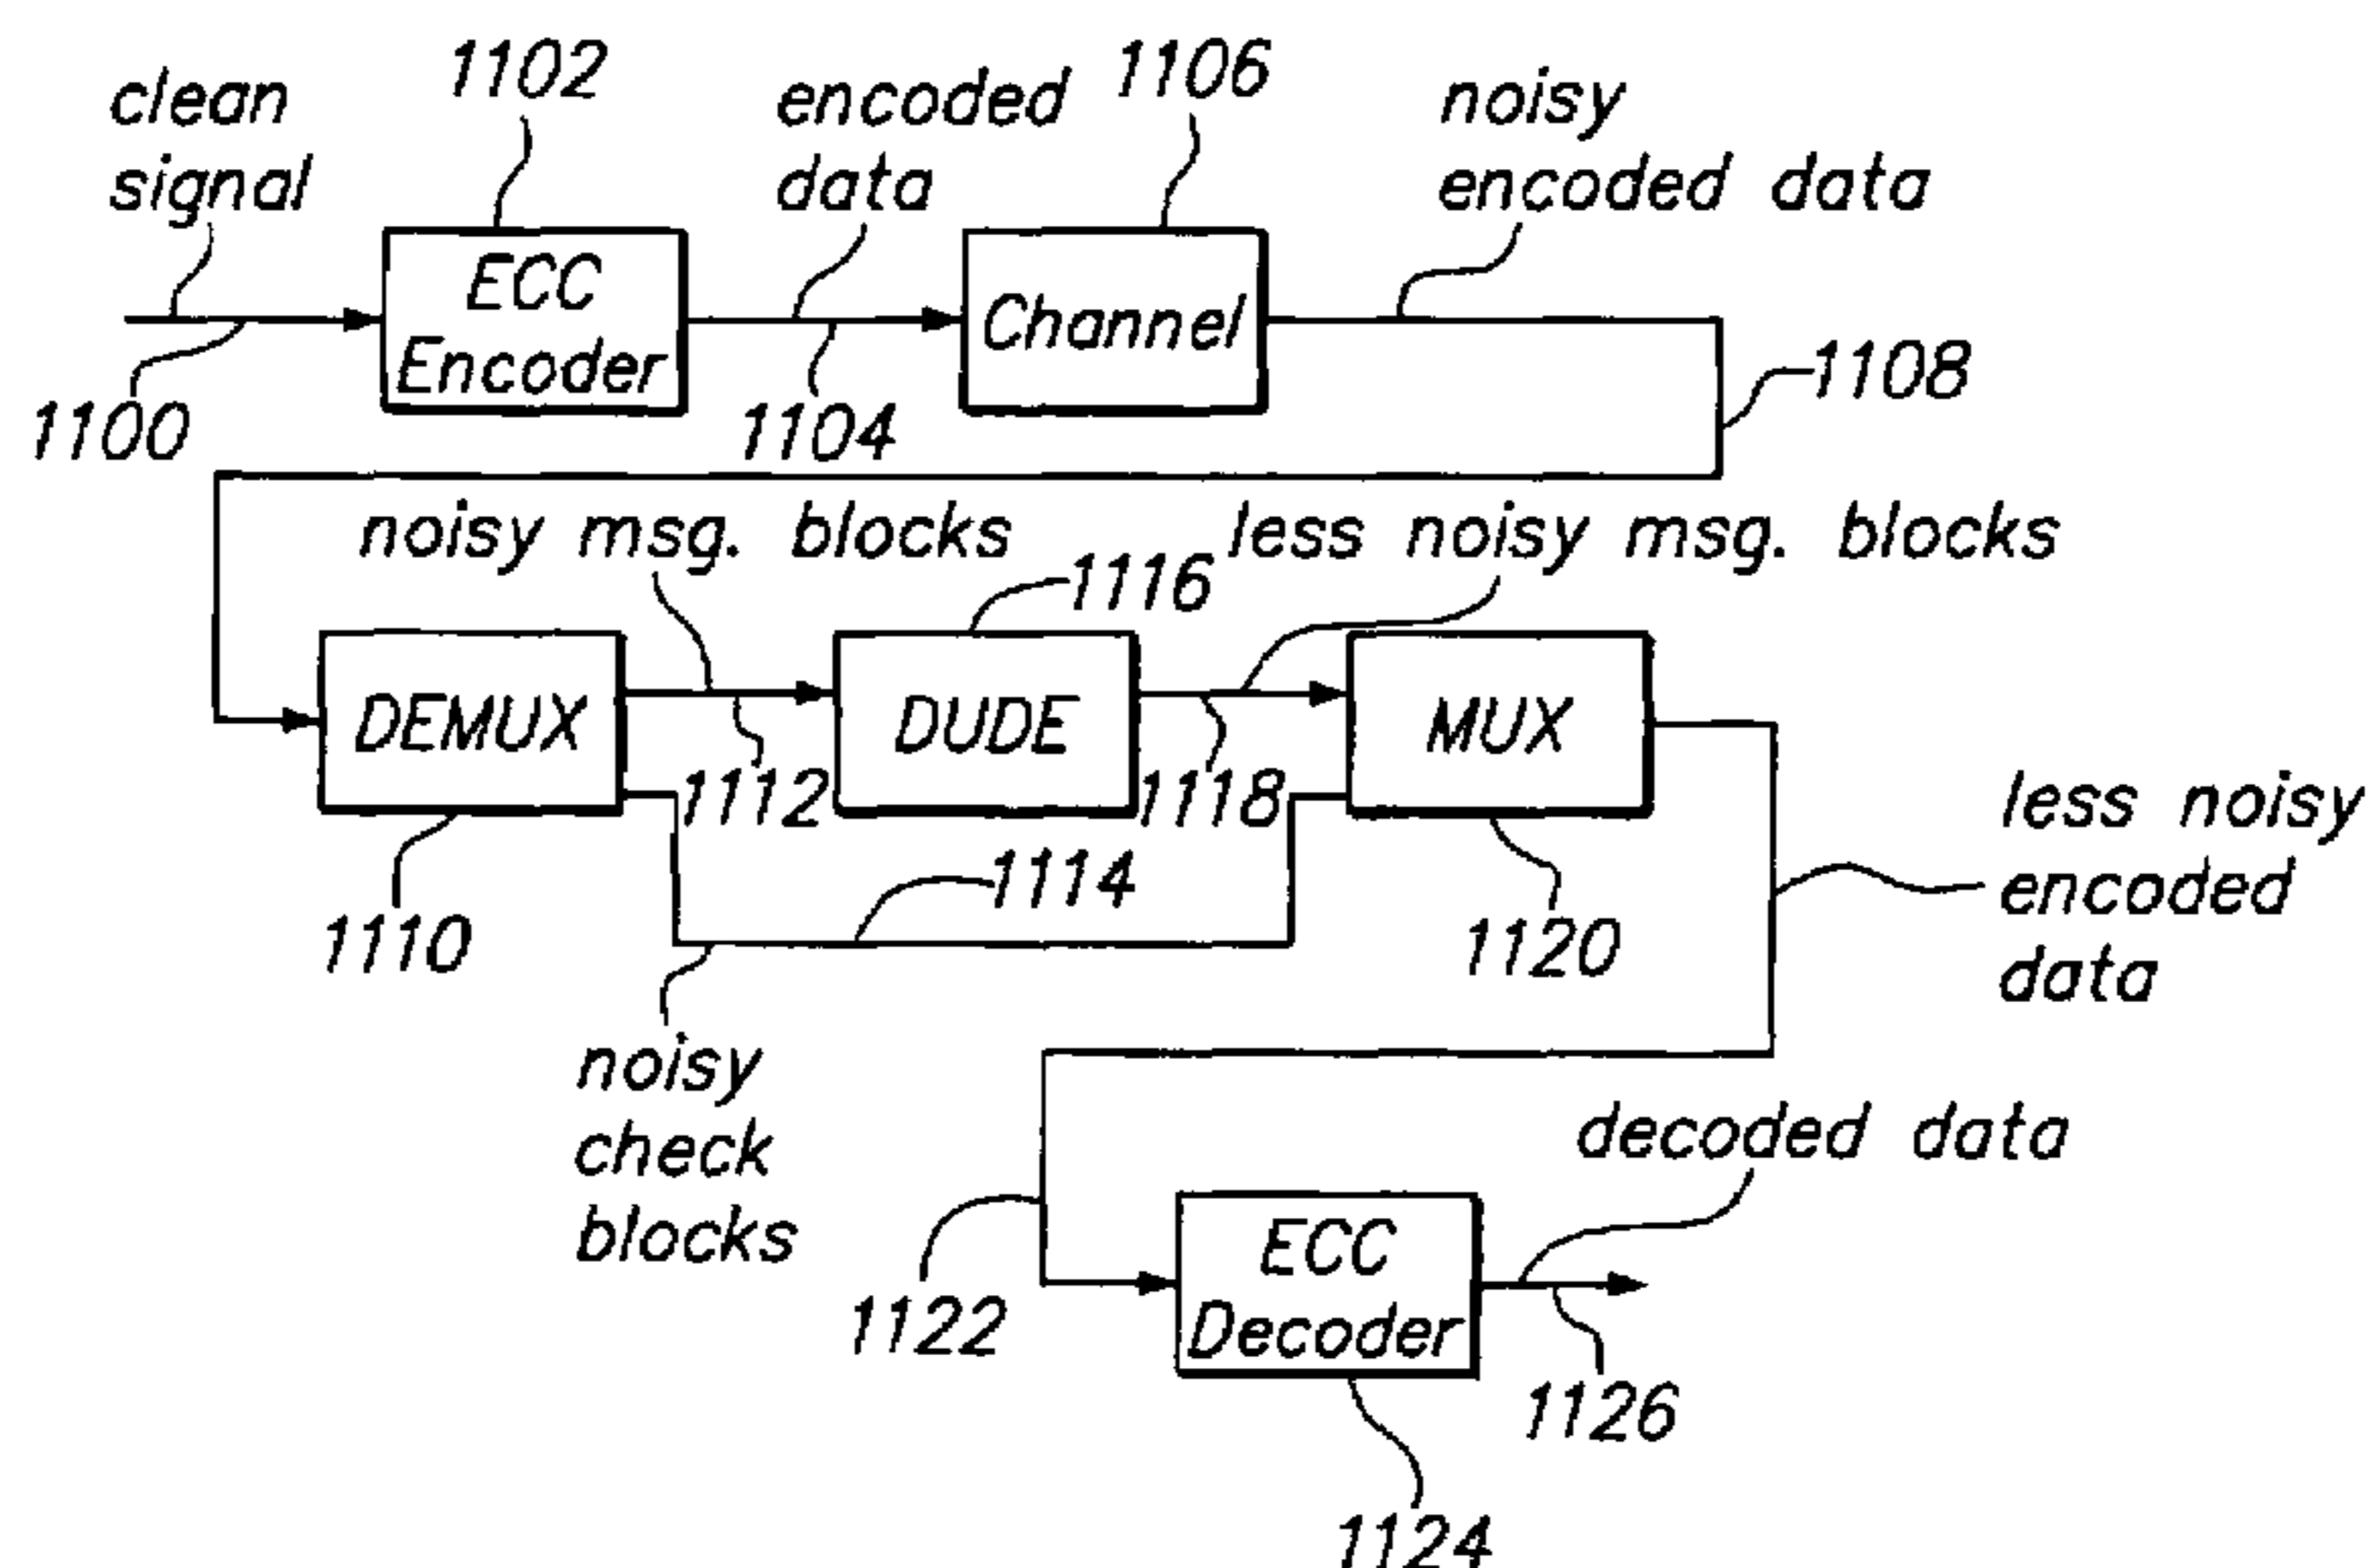 clean
signal
1102
encoded
data
1106
noisy
encoded data
ECC
Encoder
Channel
1100
1104
1108
noisy msg. blocks
less noisy msg. blocks
1116
DEMUX
DUDE
MUX
1112
1118
less noisy
encoded
data
1114
1110
1120
noisy
check
blocks
decoded data
1122
ECC
Decoder
1126
1124